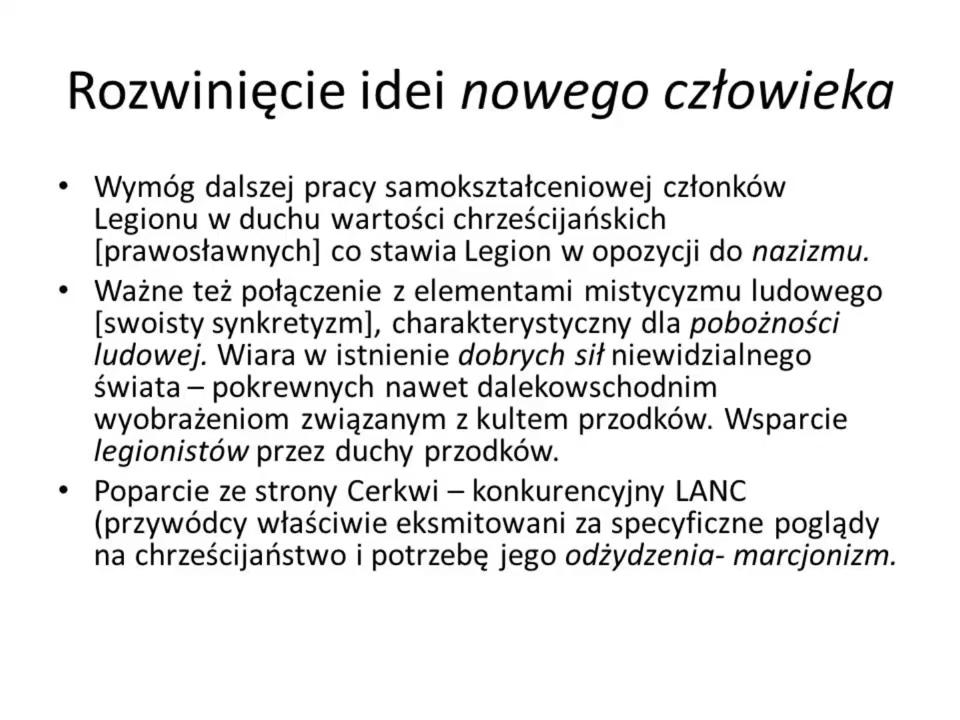 Rozwinięcie idei nowego człowieka
• Wymóg dalszej pracy samokształceniowej członków
Legionu w duchu wartości chrześcijańskich
[prawosławnych] co stawia Legion w opozycji do nazizmu.
• Ważne też połączenie z elementami mistycyzmu ludowego
[swoisty synkretyzm], charakterystyczny dla pobożności
ludowej. Wiara w istnienie dobrych sił niewidzialnego
świata – pokrewnych nawet dalekowschodnim
wyobrażeniom związanym z kultem przodków. Wsparcie
legionistów przez duchy przodków.
• Poparcie ze strony Cerkwi – konkurencyjny LANC
(przywódcy właściwie eksmitowani za specyficzne poglądy
na chrześcijaństwo i potrzebę jego odżydzenia- marcjonizm.